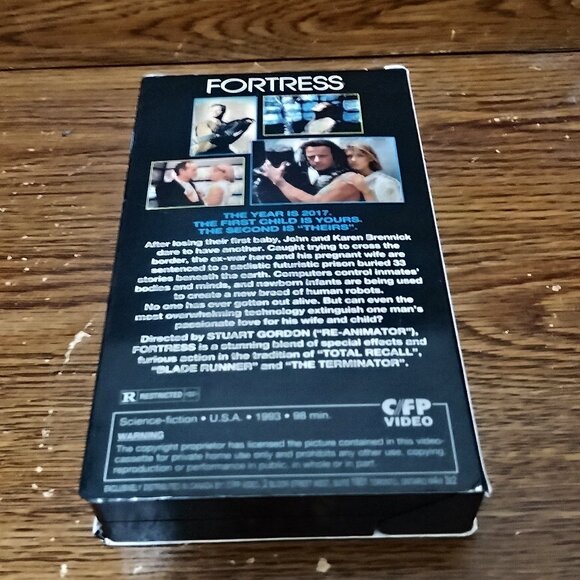 FORTRESS
THE YEAR IS 2017.
THE FIRST CHILD IS YOURS.
THE SECOND IS "THEIRS".
After losing their first baby, John and Karen Brennick
dare to have another. Caught trying to cross the
border, the ex-war hero and his pregnant wife are
sentenced to a sadistic futuristic prison buried 33
stories beneath the earth. Computers control inmates'
bodies and minds, and newborn infants are being used
to create a new breed of human robots.
No one has ever gotten out alive. But can even the
most overwhelming technology extinguish one man's
passionate love for his wife and child?
Directed by STUART GORDON ("RE-ANIMATOR"),
FORTRESS is a stunning blend of special effects and
furious action in the tradition of "TOTAL RECALL",
"BLADE RUNNER" and "THE TERMINATOR".
R RESTRICTED
C/FP
VIDEO
Science-fiction • U.S.A. • 1993 • 98 min.
WARNING
The copyright proprietor has licensed the picture contained in this video-
cassette for private home use only and prohibits any other use, copying,
reproduction or performance in public, in whole or in part.